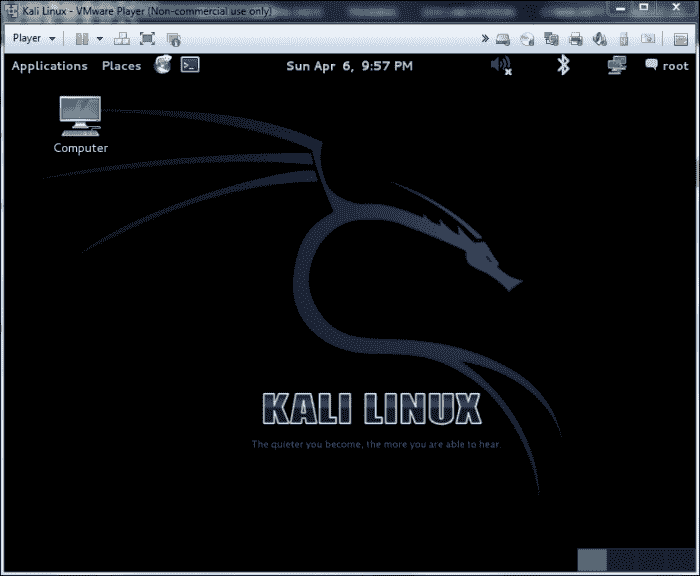 Kali Linux - VMware Player (Non-commercial use only)
Player
Applications Places Sun Apr 6, 9:57 PM root
Computer
KALI LINUX
The quieter you become, the more you are able to hear.